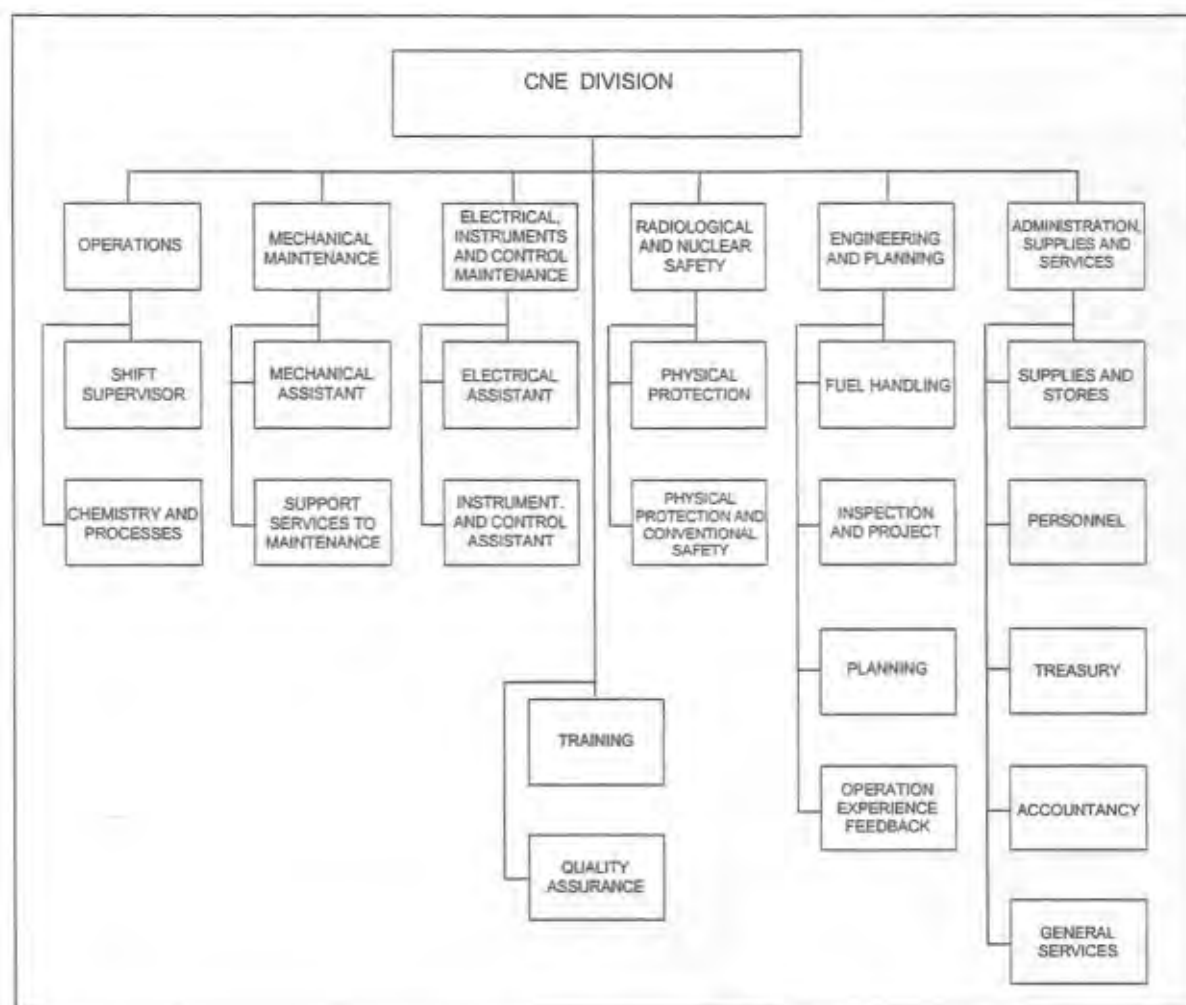 CNE DIVISION
OPERATIONS
MECHANICAL
MAINTENANCE
ELECTRICAL,
INSTRUMENTS
AND CONTROL
MAINTENANCE
RADIOLOGICAL
AND NUCLEAR
SAFETY
ENGINEERING
AND PLANNING
ADMINISTRATION,
SUPPLIES AND
SERVICES
SHIFT
SUPERVISOR
MECHANICAL
ASSISTANT
ELECTRICAL
ASSISTANT
PHYSICAL
PROTECTION
FUEL HANDLING
SUPPLIES AND
STORES
CHEMISTRY AND
PROCESSES
SUPPORT
SERVICES TO
MAINTENANCE
INSTRUMENT.
AND CONTROL
ASSISTANT
PHYSICAL
PROTECTION AND
CONVENTIONAL
SAFETY
INSPECTION
AND PROJECT
PERSONNEL
PLANNING
TREASURY
TRAINING
OPERATION
EXPERIENCE
FEEDBACK
ACCOUNTANCY
QUALITY
ASSURANCE
GENERAL
SERVICES